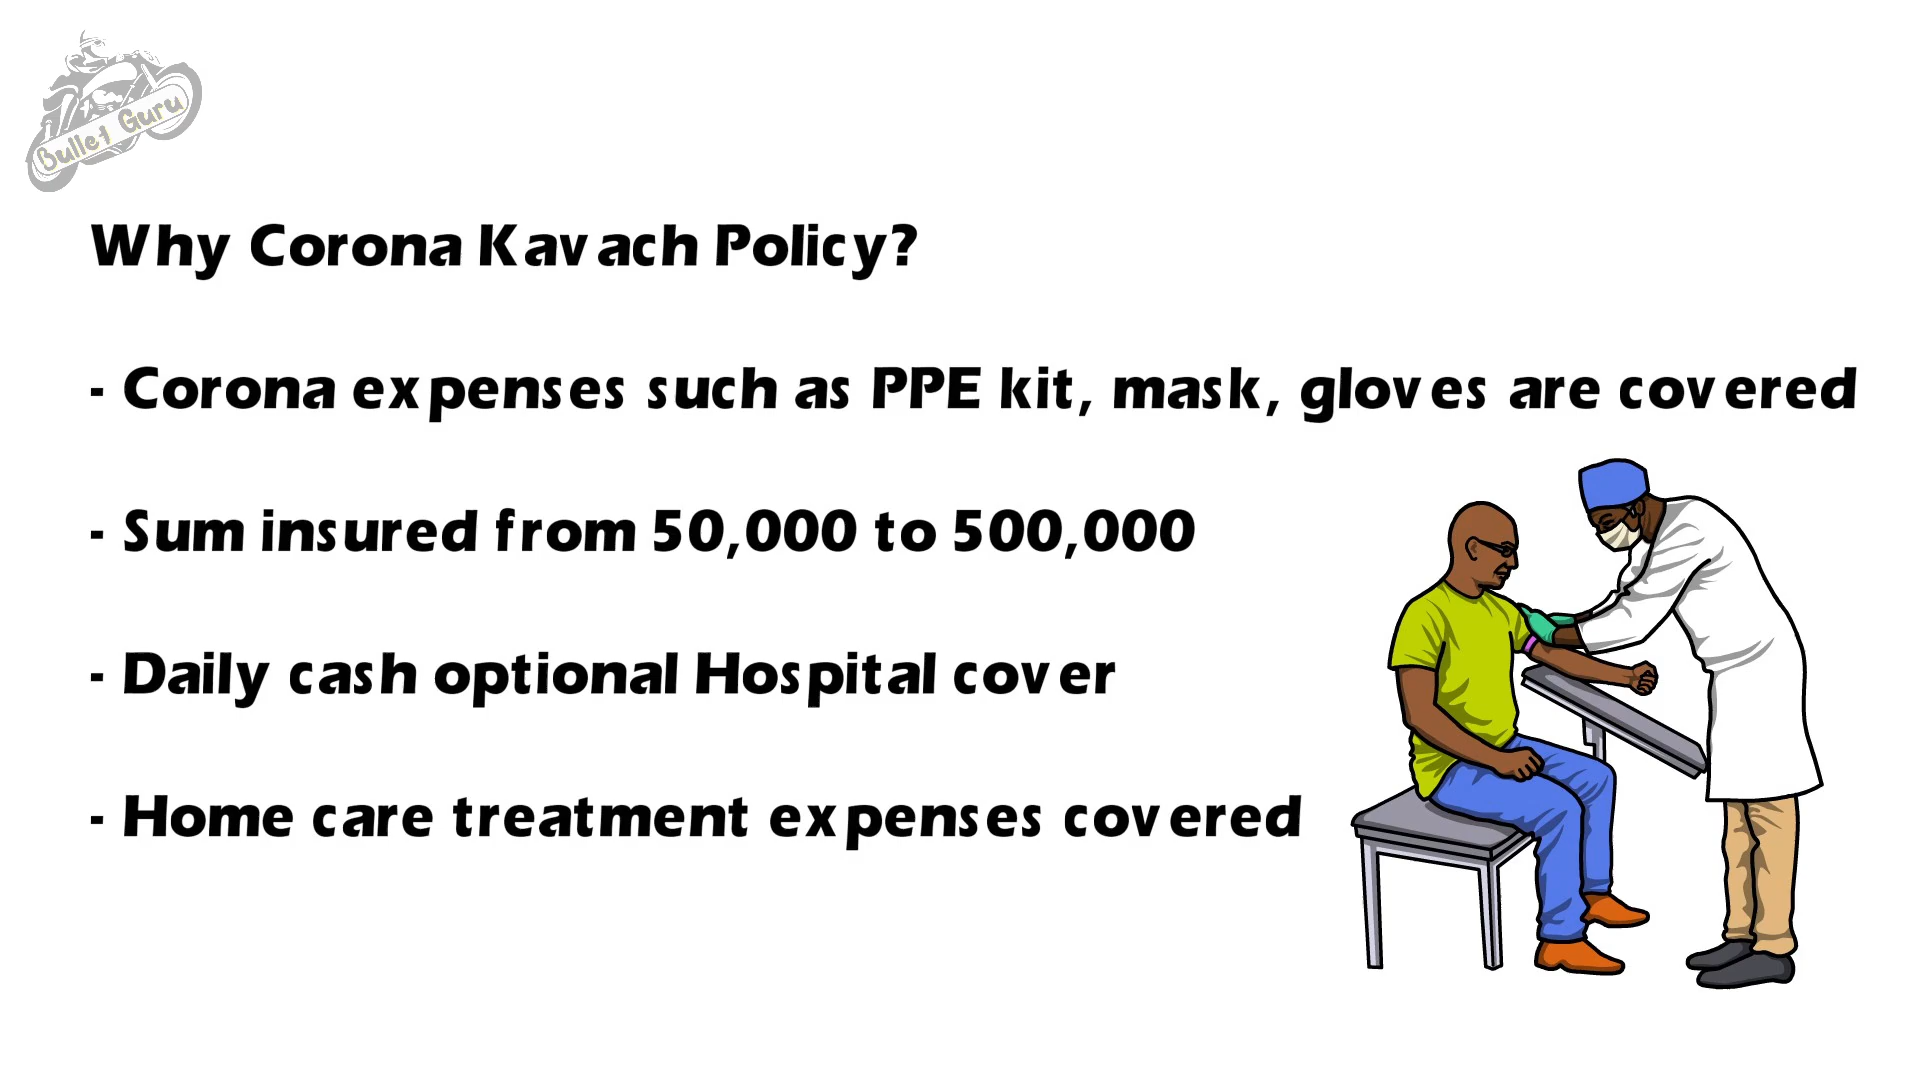 Bullet Guru
Why Corona Kavach Policy?
- Corona expenses such as PPE kit, mask, gloves are covered
- Sum insured from 50,000 to 500,000
- Daily cash optional Hospital cover
- Home care treatment expenses covered